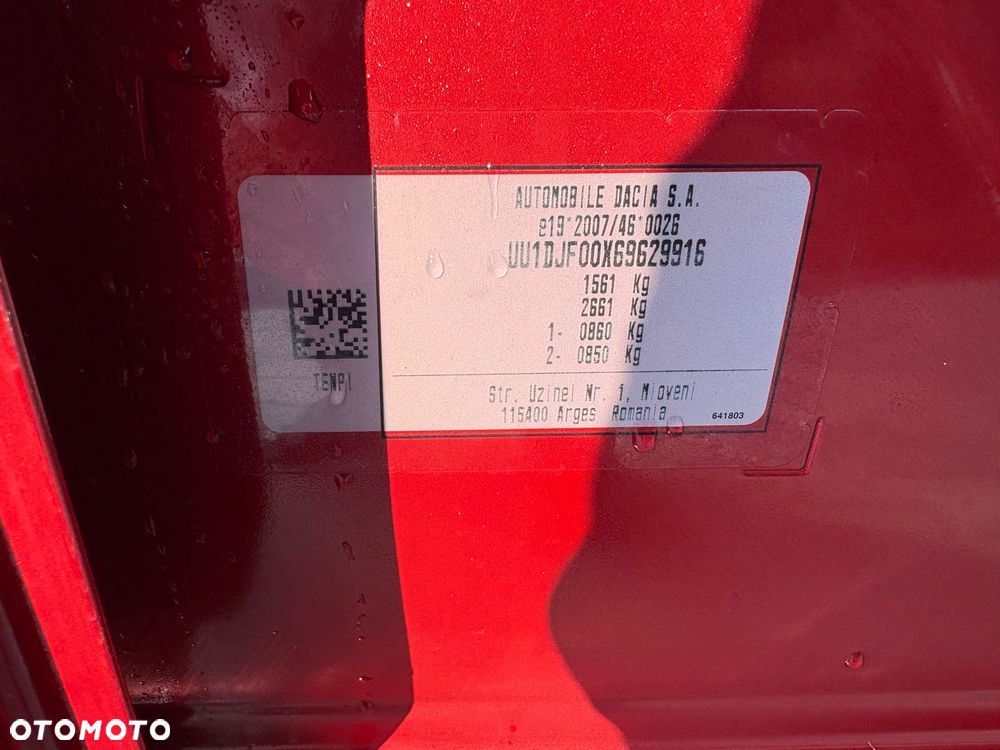 AUTOMOBILE DACIA S.A.
e19*2007/46*0026
UU1DJF00X69629916
1561 Kg
2661 Kg
1- 0860 Kg
2- 0850 Kg
TEMPL
Str. Uzinei Nr. 1, Mioveni
115400 Arges Romania
641803
OTOMOTO